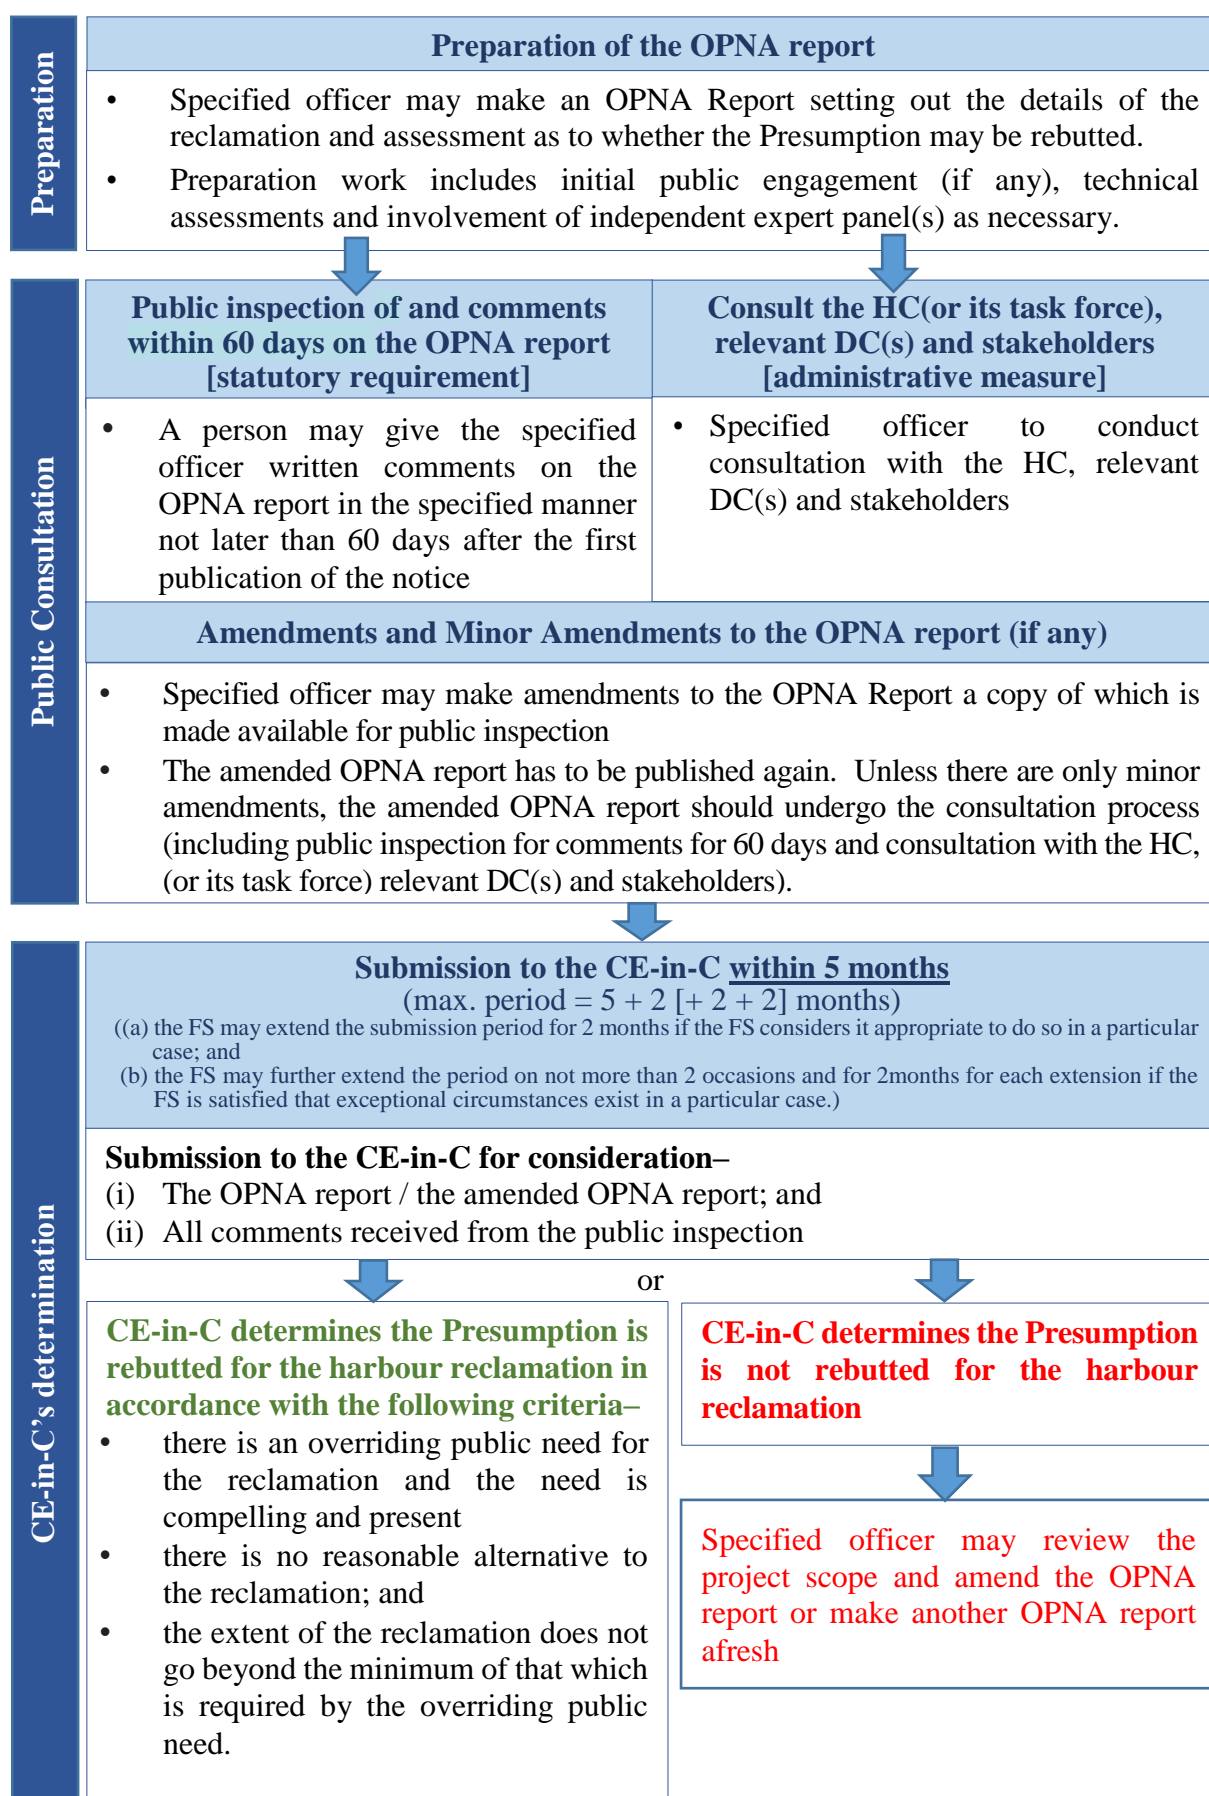 Preparation
Preparation of the OPNA report
• Specified officer may make an OPNA Report setting out the details of the
reclamation and assessment as to whether the Presumption may be rebutted.
• Preparation work includes initial public engagement (if any), technical
assessments and involvement of independent expert panel(s) as necessary.
Public Consultation
Public inspection of and comments
within 60 days on the OPNA report
[statutory requirement]
• A person may give the specified
officer written comments on the
OPNA report in the specified manner
not later than 60 days after the first
publication of the notice
Consult the HC(or its task force),
relevant DC(s) and stakeholders
[administrative measure]
• Specified officer to conduct
consultation with the HC, relevant
DC(s) and stakeholders
Amendments and Minor Amendments to the OPNA report (if any)
• Specified officer may make amendments to the OPNA Report a copy of which is
made available for public inspection
• The amended OPNA report has to be published again. Unless there are only minor
amendments, the amended OPNA report should undergo the consultation process
(including public inspection for comments for 60 days and consultation with the HC,
(or its task force) relevant DC(s) and stakeholders).
CE-in-C’s determination
Submission to the CE-in-C within 5 months
(max. period = 5 + 2 [+ 2 + 2] months)
((a) the FS may extend the submission period for 2 months if the FS considers it appropriate to do so in a particular
case; and
(b) the FS may further extend the period on not more than 2 occasions and for 2months for each extension if the
FS is satisfied that exceptional circumstances exist in a particular case.)
Submission to the CE-in-C for consideration–
(i) The OPNA report / the amended OPNA report; and
(ii) All comments received from the public inspection
or
CE-in-C determines the Presumption is
rebutted for the harbour reclamation in
accordance with the following criteria–
• there is an overriding public need for
the reclamation and the need is
compelling and present
• there is no reasonable alternative to
the reclamation; and
• the extent of the reclamation does not
go beyond the minimum of that which
is required by the overriding public
need.
CE-in-C determines the Presumption
is not rebutted for the harbour
reclamation
Specified officer may review the
project scope and amend the OPNA
report or make another OPNA report
afresh